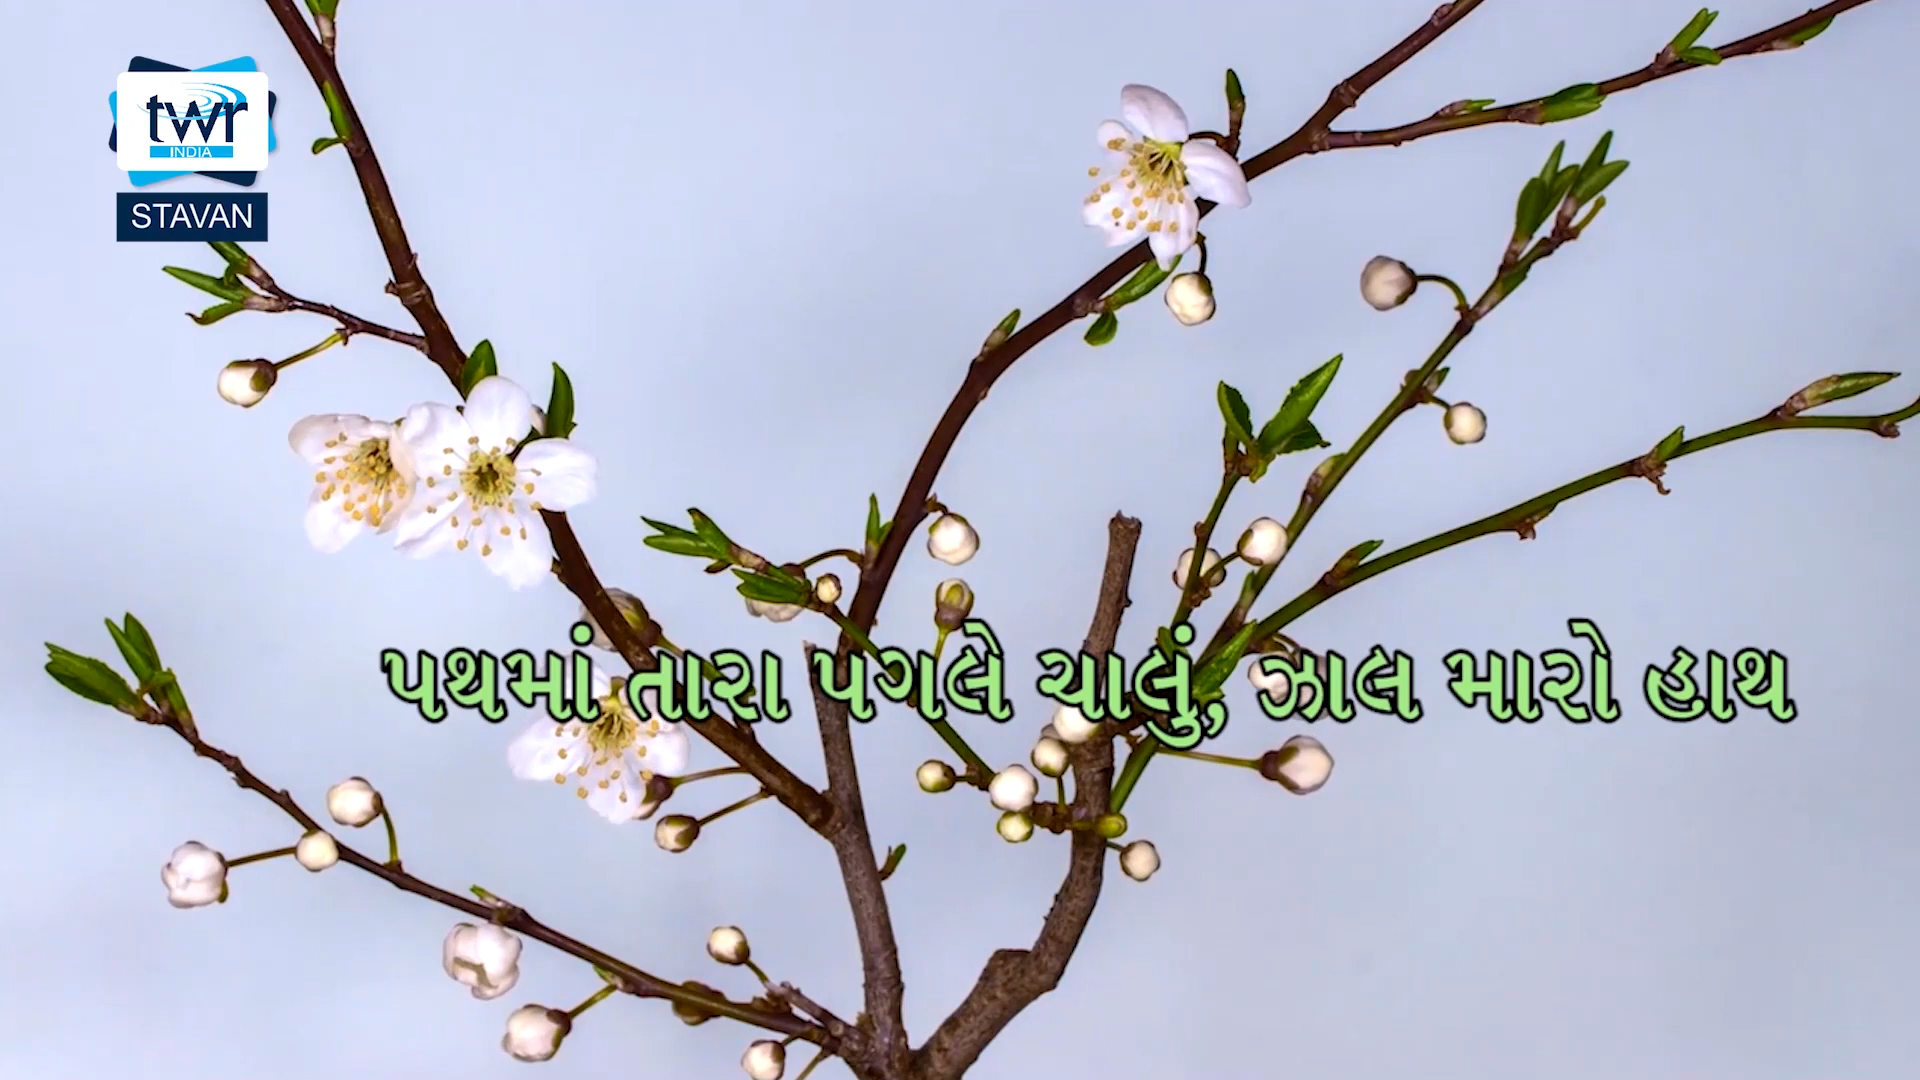 twr
INDIA
STAVAN
પથમાં તારા પગલે ચાલું, ઝાલ મારો હાથ